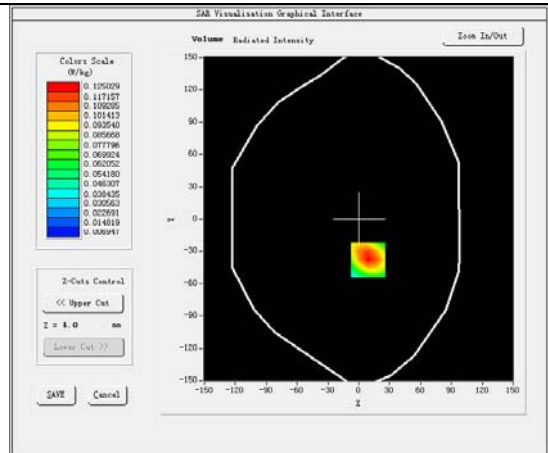 SAR Visualisation Graphical Interface
Volume Radiated Intensity
Zoom In/Out
Colors Scale
(W/kg)
0.125029
0.117157
0.109285
0.101413
0.093540
0.085668
0.077796
0.069924
0.062052
0.054180
0.046307
0.038435
0.030563
0.022691
0.014819
0.006947
Z-Cuts Control
<< Upper Cut
Z = 4.0 mm
Lower Cut >>
SAVE Cancel
150
120
90
60
30
0
-30
-60
-90
-120
-150
Y
-150 -120 -90 -60 -30 0 30 60 90 120 150
X